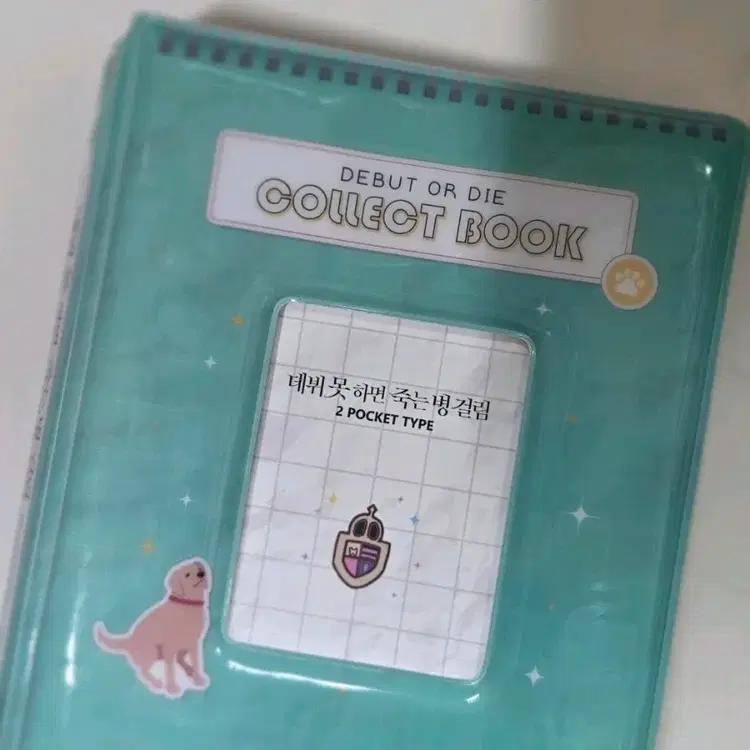 DEBUT OR DIE
COLLECT BOOK
데뷔 못 하면 죽는 병 걸림
2 POCKET TYPE